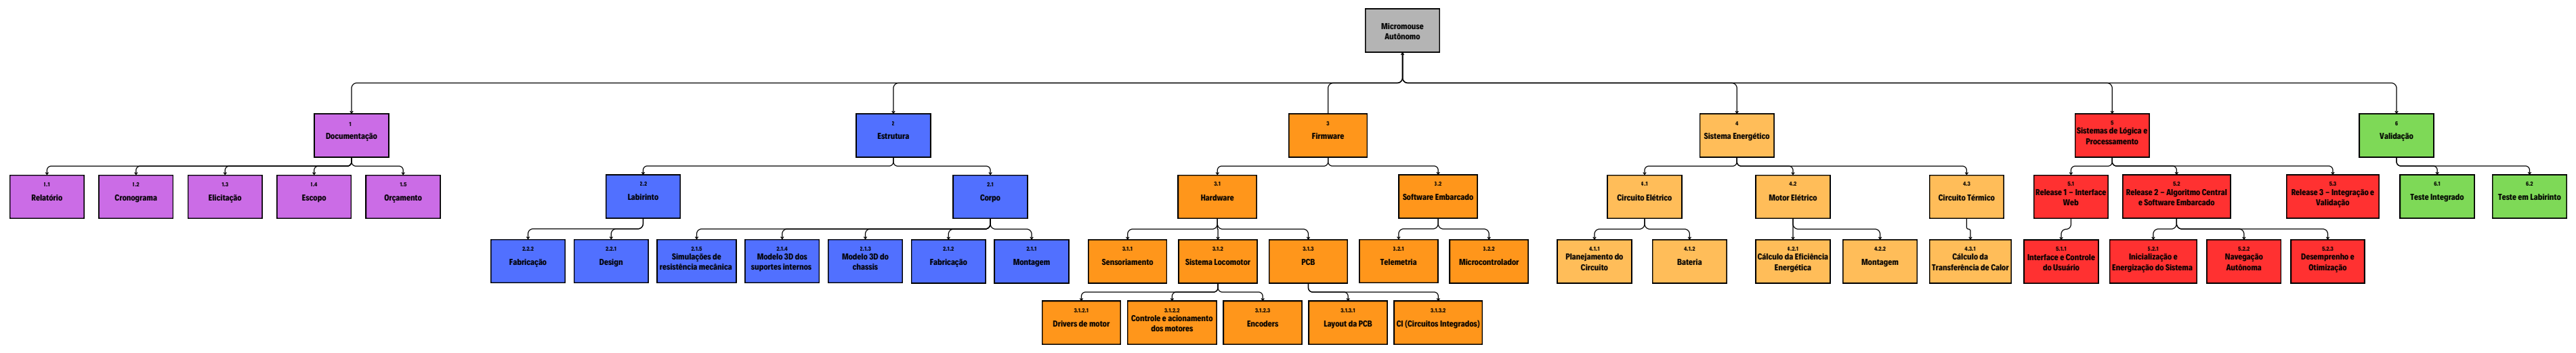 Micromouse
Autônomo
1
Documentação
2
Estrutura
3
Firmware
4
Sistema Energético
5
Sistemas de Lógica e
Processamento
6
Validação
1.1
Relatório
1.2
Cronograma
1.3
Elicitação
1.4
Escopo
1.5
Orçamento
2.2
Labirinto
2.1
Corpo
3.1
Hardware
3.2
Software Embarcado
4.1
Circuito Elétrico
4.2
Motor Elétrico
4.3
Circuito Térmico
5.1
Release 1 – Interface
Web
5.2
Release 2 – Algoritmo Central
e Software Embarcado
5.3
Release 3 – Integração e
Validação
6.1
Teste Integrado
6.2
Teste em Labirinto
2.2.2
Fabricação
2.2.1
Design
2.1.5
Simulações de
resistência mecânica
2.1.4
Modelo 3D dos
suportes internos
2.1.3
Modelo 3D do
chassis
2.1.2
Fabricação
2.1.1
Montagem
3.1.1
Sensoriamento
3.1.2
Sistema Locomotor
3.1.3
PCB
3.2.1
Telemetria
3.2.2
Microcontrolador
4.1.1
Planejamento do
Circuito
4.1.2
Bateria
4.2.1
Cálculo da Eficiência
Energética
4.2.2
Montagem
4.3.1
Cálculo da
Transferência de Calor
5.1.1
Interface e Controle
do Usuário
5.2.1
Inicialização e
Energização do Sistema
5.2.2
Navegação
Autônoma
5.2.3
Desempenho e
Otimização
3.1.2.1
Drivers de motor
3.1.2.2
Controle e acionamento
dos motores
3.1.2.3
Encoders
3.1.3.1
Layout da PCB
3.1.3.2
CI (Circuitos Integrados)